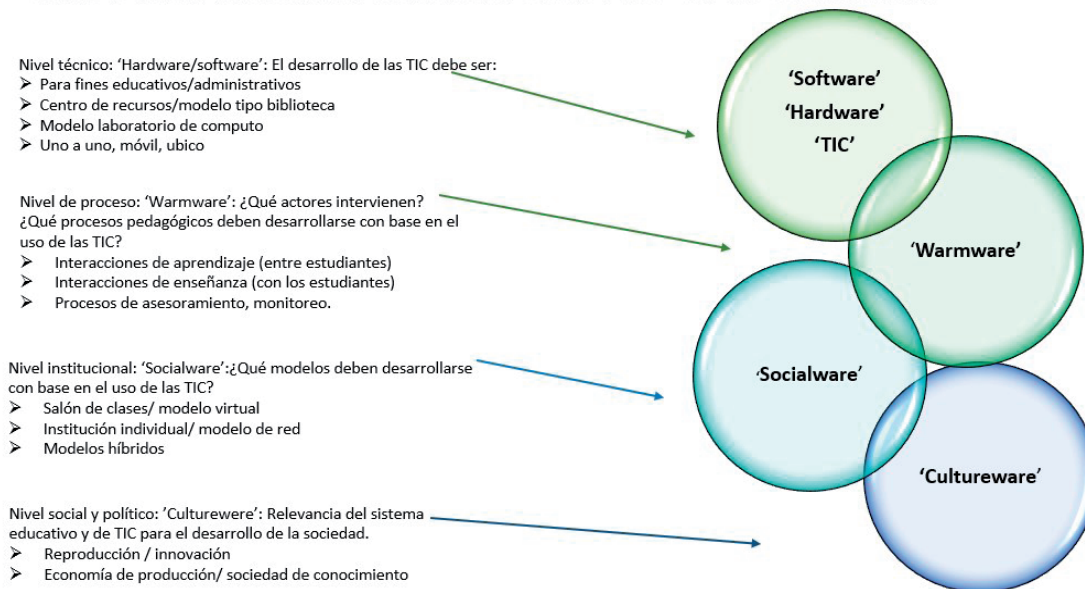 Nivel técnico: ‘Hardware/software’: El desarrollo de las TIC debe ser:
➢ Para fines educativos/administrativos
➢ Centro de recursos/modelo tipo biblioteca
➢ Modelo laboratorio de computo
➢ Uno a uno, móvil, ubico
Nivel de proceso: ‘Warmware’: ¿Qué actores intervienen?
¿Qué procesos pedagógicos deben desarrollarse con base en el
uso de las TIC?
➢ Interacciones de aprendizaje (entre estudiantes)
➢ Interacciones de enseñanza (con los estudiantes)
➢ Procesos de asesoramiento, monitoreo.
Nivel institucional: ‘Socialware’:¿Qué modelos deben desarrollarse
con base en el uso de las TIC?
➢ Salón de clases/ modelo virtual
➢ Institución individual/ modelo de red
➢ Modelos híbridos
Nivel social y político: ’Culturewere’: Relevancia del sistema
educativo y de TIC para el desarrollo de la sociedad.
➢ Reproducción / innovación
➢ Economía de producción/ sociedad de conocimiento
‘Software’
‘Hardware’
‘TIC’
‘Warmware’
‘Socialware’
‘Cultureware’